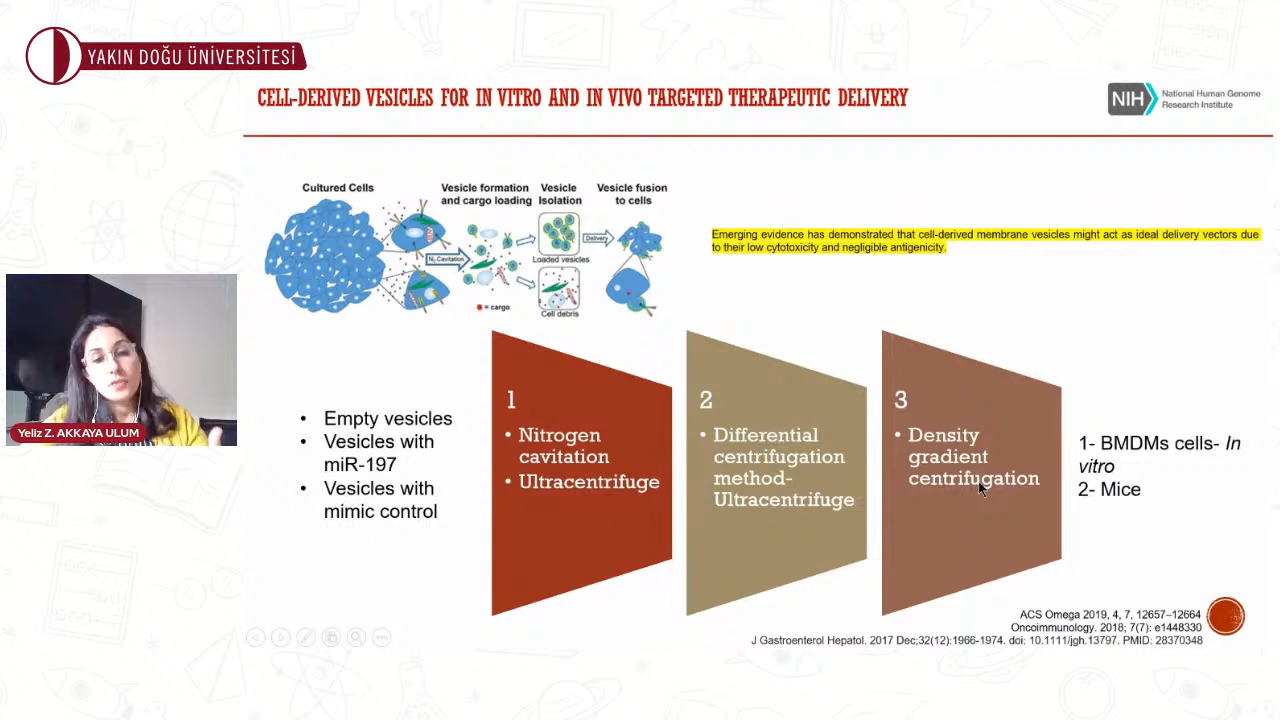 YAKIN DOĞU ÜNİVERSİTESİ
CELL-DERIVED VESICLES FOR IN VITRO AND IN VIVO TARGETED THERAPEUTIC DELIVERY
NIH
National Human Genome
Research Institute
Cultured Cells
Vesicle formation
and cargo loading
Vesicle
Isolation
Vesicle fusion
to cells
N₂ Cavitation
Delivery
Loaded vesicles
= cargo
Cell debris
Emerging evidence has demonstrated that cell-derived membrane vesicles might act as ideal delivery vectors due
to their low cytotoxicity and negligible antigenicity.
Yeliz Z. AKKAYA ULUM
• Empty vesicles
• Vesicles with
miR-197
• Vesicles with
mimic control
1
• Nitrogen
cavitation
• Ultracentrifuge
2
• Differential
centrifugation
method-
Ultracentrifuge
3
• Density
gradient
centrifugation
1- BMDMs cells- In
vitro
2- Mice
ACS Omega 2019, 4, 7, 12657–12664
Oncoimmunology. 2018; 7(7): e1448330
J Gastroenterol Hepatol. 2017 Dec;32(12):1966-1974. doi: 10.1111/jgh.13797. PMID: 28370348